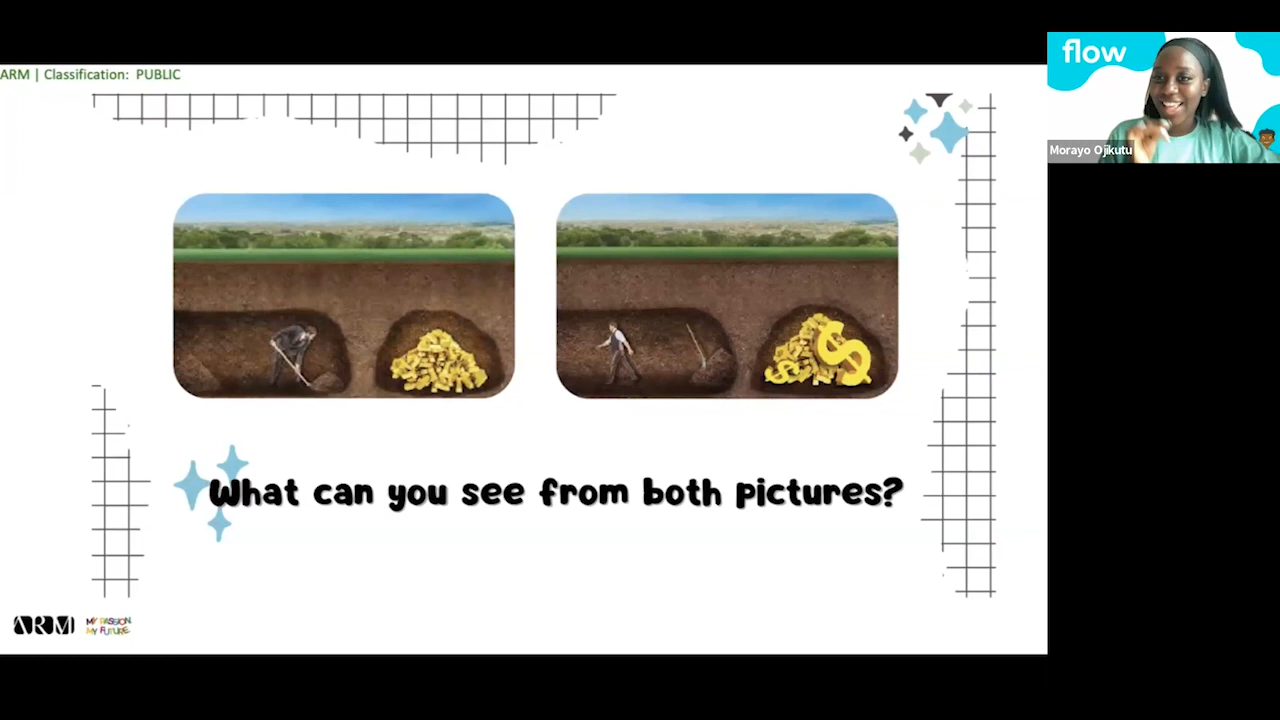 ARM | Classification: PUBLIC
flow
Morayo Ojikutu
$ $
What can you see from both pictures?
ARM
MY PASSION.
MY FUTURE.